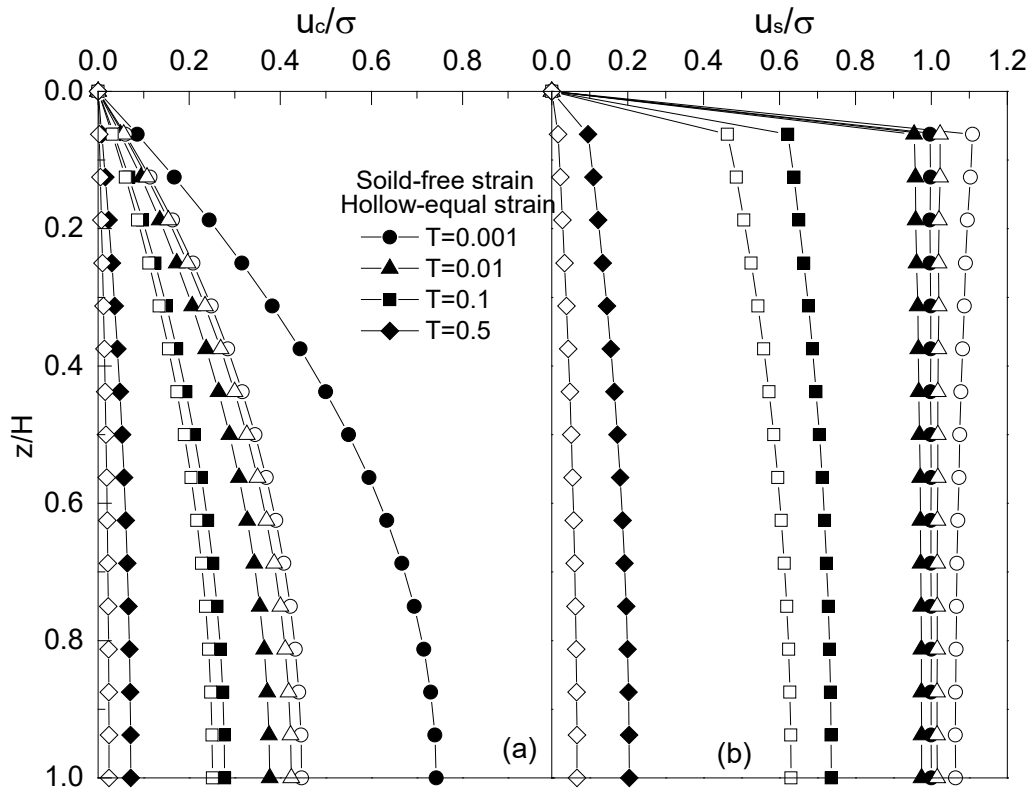 uc/σ
us/σ
0.0 0.2 0.4 0.6 0.8 0.0 0.2 0.4 0.6 0.8 1.0 1.2
0.0
0.2
0.4
0.6
0.8
1.0
z/H
Soild-free strain
Hollow-equal strain
T=0.001
T=0.01
T=0.1
T=0.5
(a)
(b)